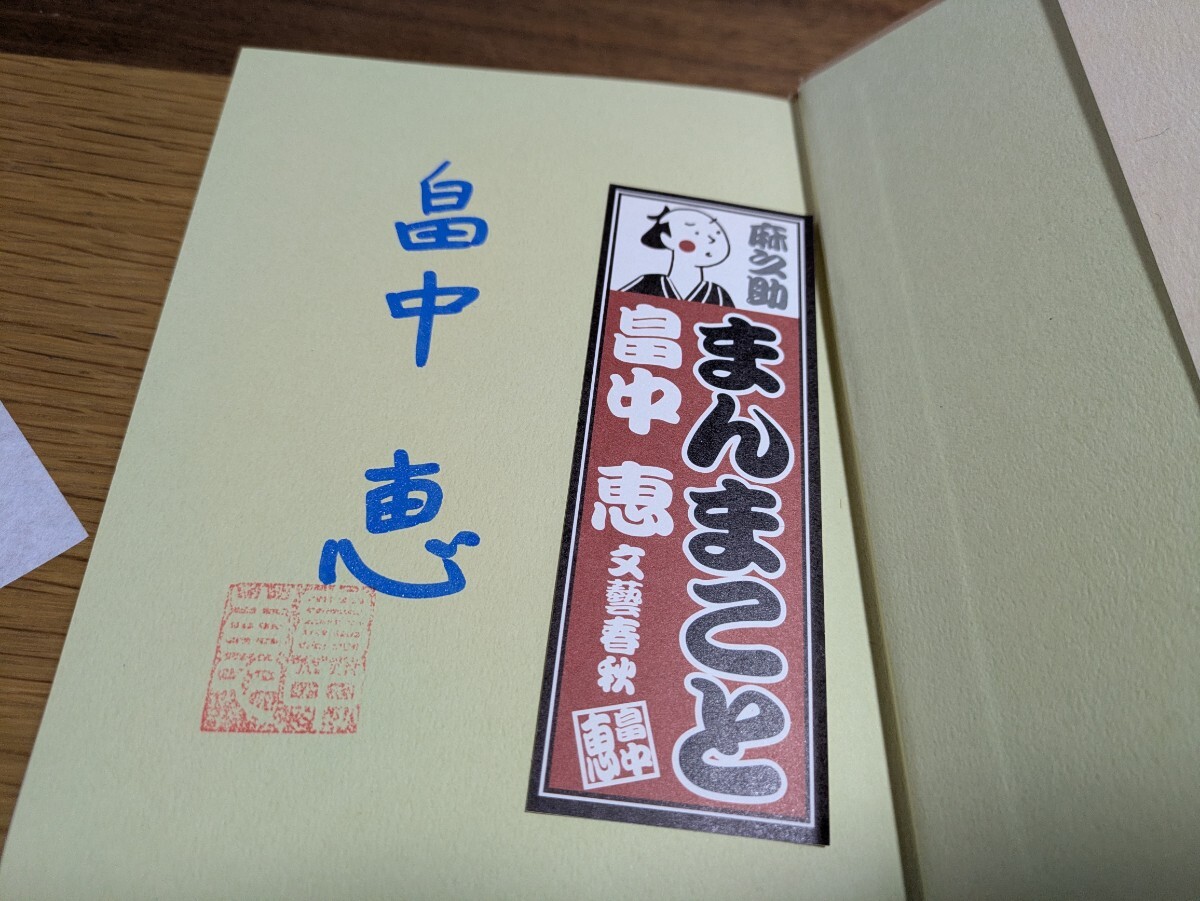 畠中 恵
麻之助
まんまこと
畠中 恵
文藝春秋
畠中
恵